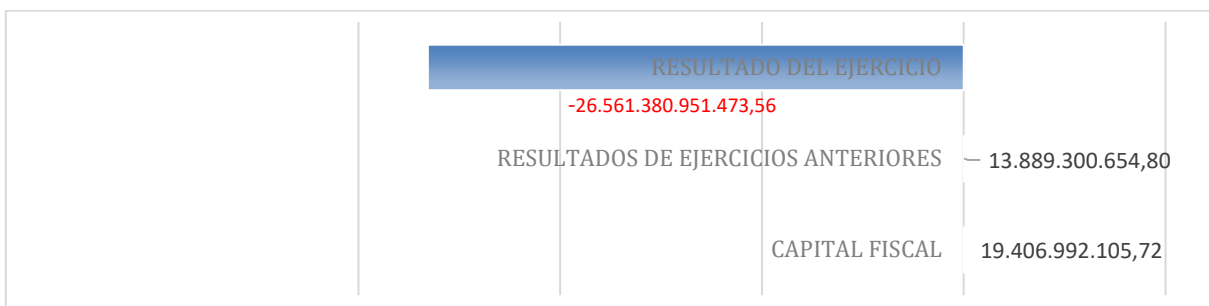 RESULTADO DEL EJERCICIO
-26.561.380.951.473,56
RESULTADOS DE EJERCICIOS ANTERIORES 13.889.300.654,80
CAPITAL FISCAL 19.406.992.105,72